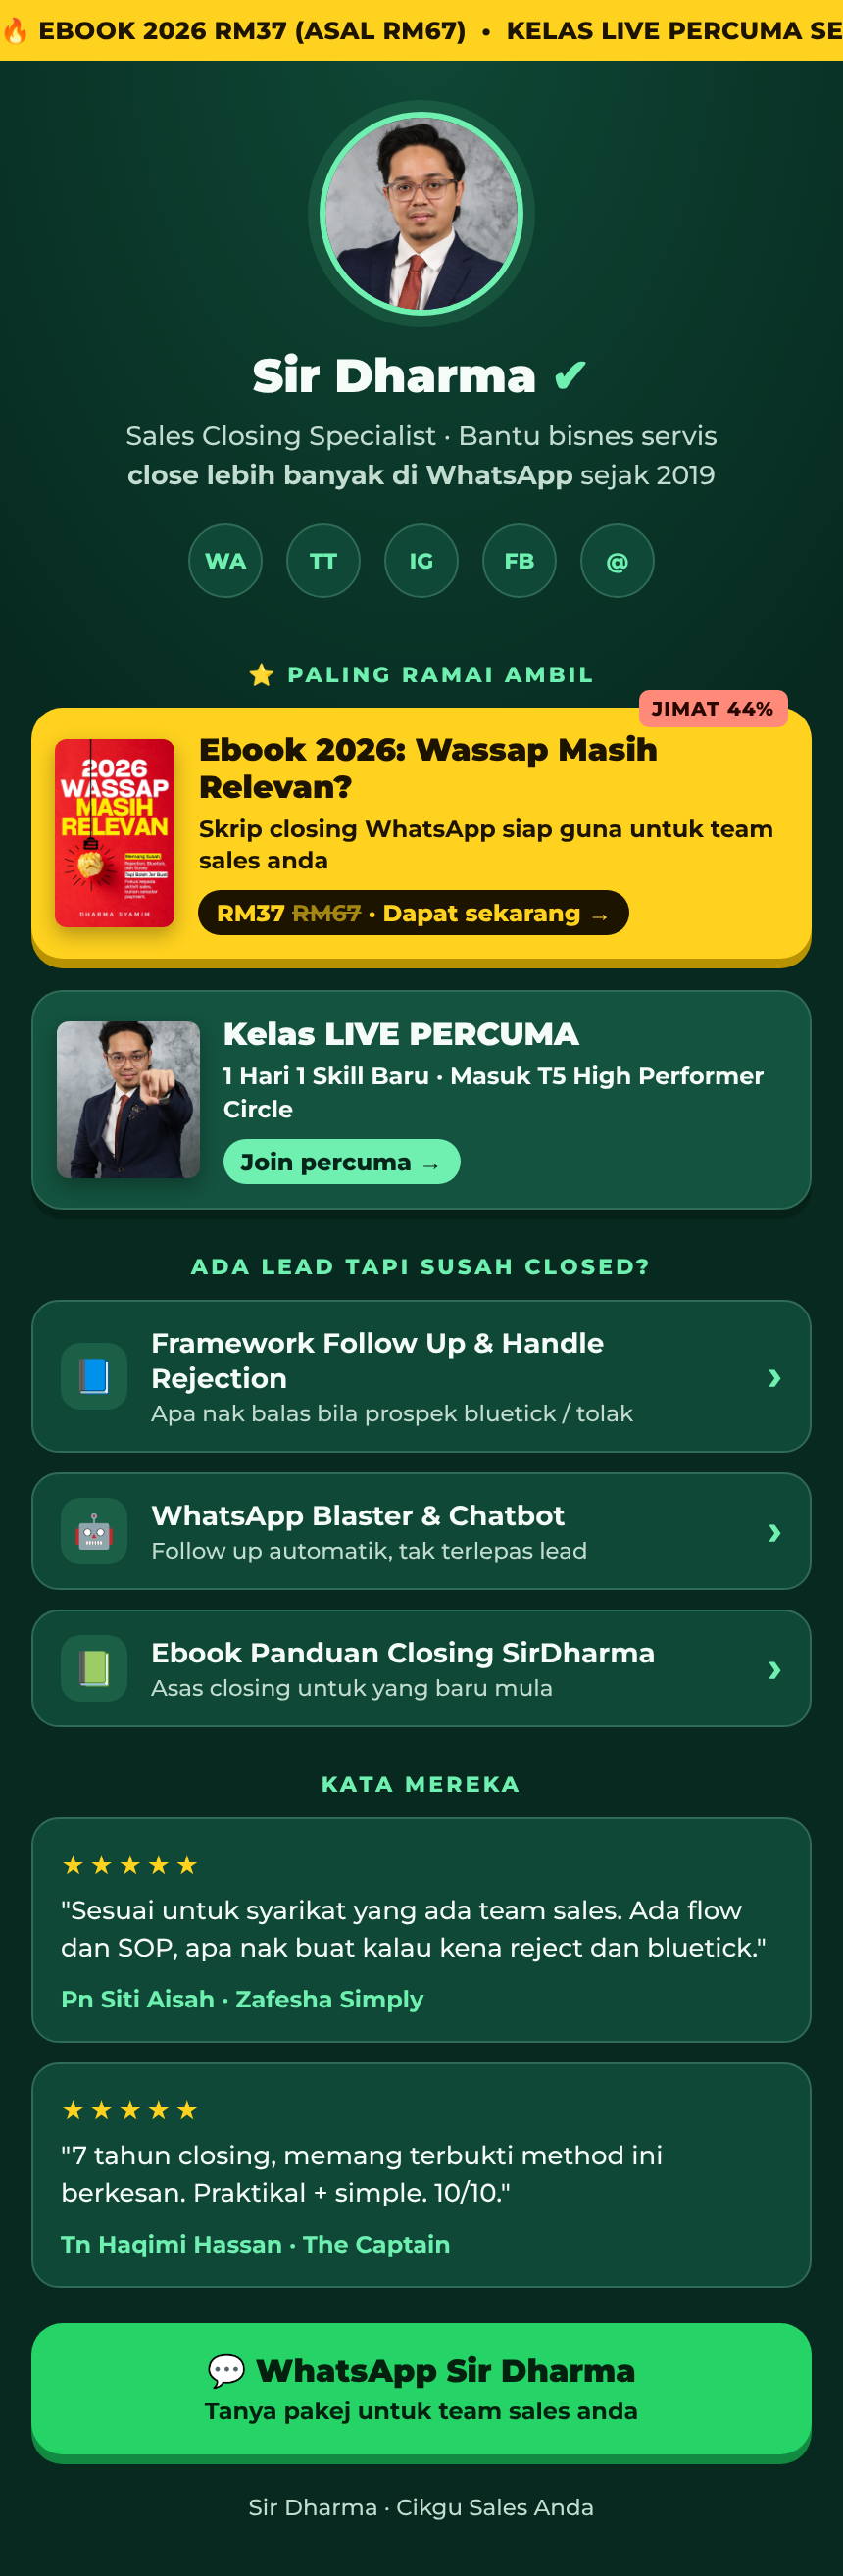 🔥 EBOOK 2026 RM37 (ASAL RM67) • KELAS LIVE PERCUMA SE
Sir Dharma ✔
Sales Closing Specialist · Bantu bisnes servis
close lebih banyak di WhatsApp sejak 2019
WA TT IG FB @
⭐ PALING RAMAI AMBIL
JIMAT 44%
2026
WASSAP
MASIH
RELEVAN
DHARMA SYAMIM
Ebook 2026: Wassap Masih
Relevan?
Skrip closing WhatsApp siap guna untuk team
sales anda
RM37 RM67 · Dapat sekarang →
Kelas LIVE PERCUMA
1 Hari 1 Skill Baru · Masuk T5 High Performer
Circle
Join percuma →
ADA LEAD TAPI SUSAH CLOSED?
Framework Follow Up & Handle
Rejection
Apa nak balas bila prospek bluetick / tolak
WhatsApp Blaster & Chatbot
Follow up automatik, tak terlepas lead
Ebook Panduan Closing SirDharma
Asas closing untuk yang baru mula
KATA MEREKA
★★★★★
"Sesuai untuk syarikat yang ada team sales. Ada flow
dan SOP, apa nak buat kalau kena reject dan bluetick."
Pn Siti Aisah · Zafesha Simply
★★★★★
"7 tahun closing, memang terbukti method ini
berkesan. Praktikal + simple. 10/10."
Tn Haqimi Hassan · The Captain
💬 WhatsApp Sir Dharma
Tanya pakej untuk team sales anda
Sir Dharma · Cikgu Sales Anda